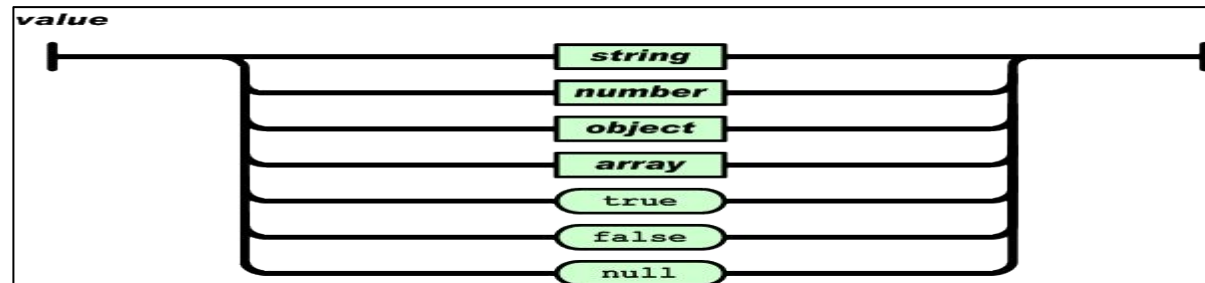 value
string
number
object
array
true
false
null